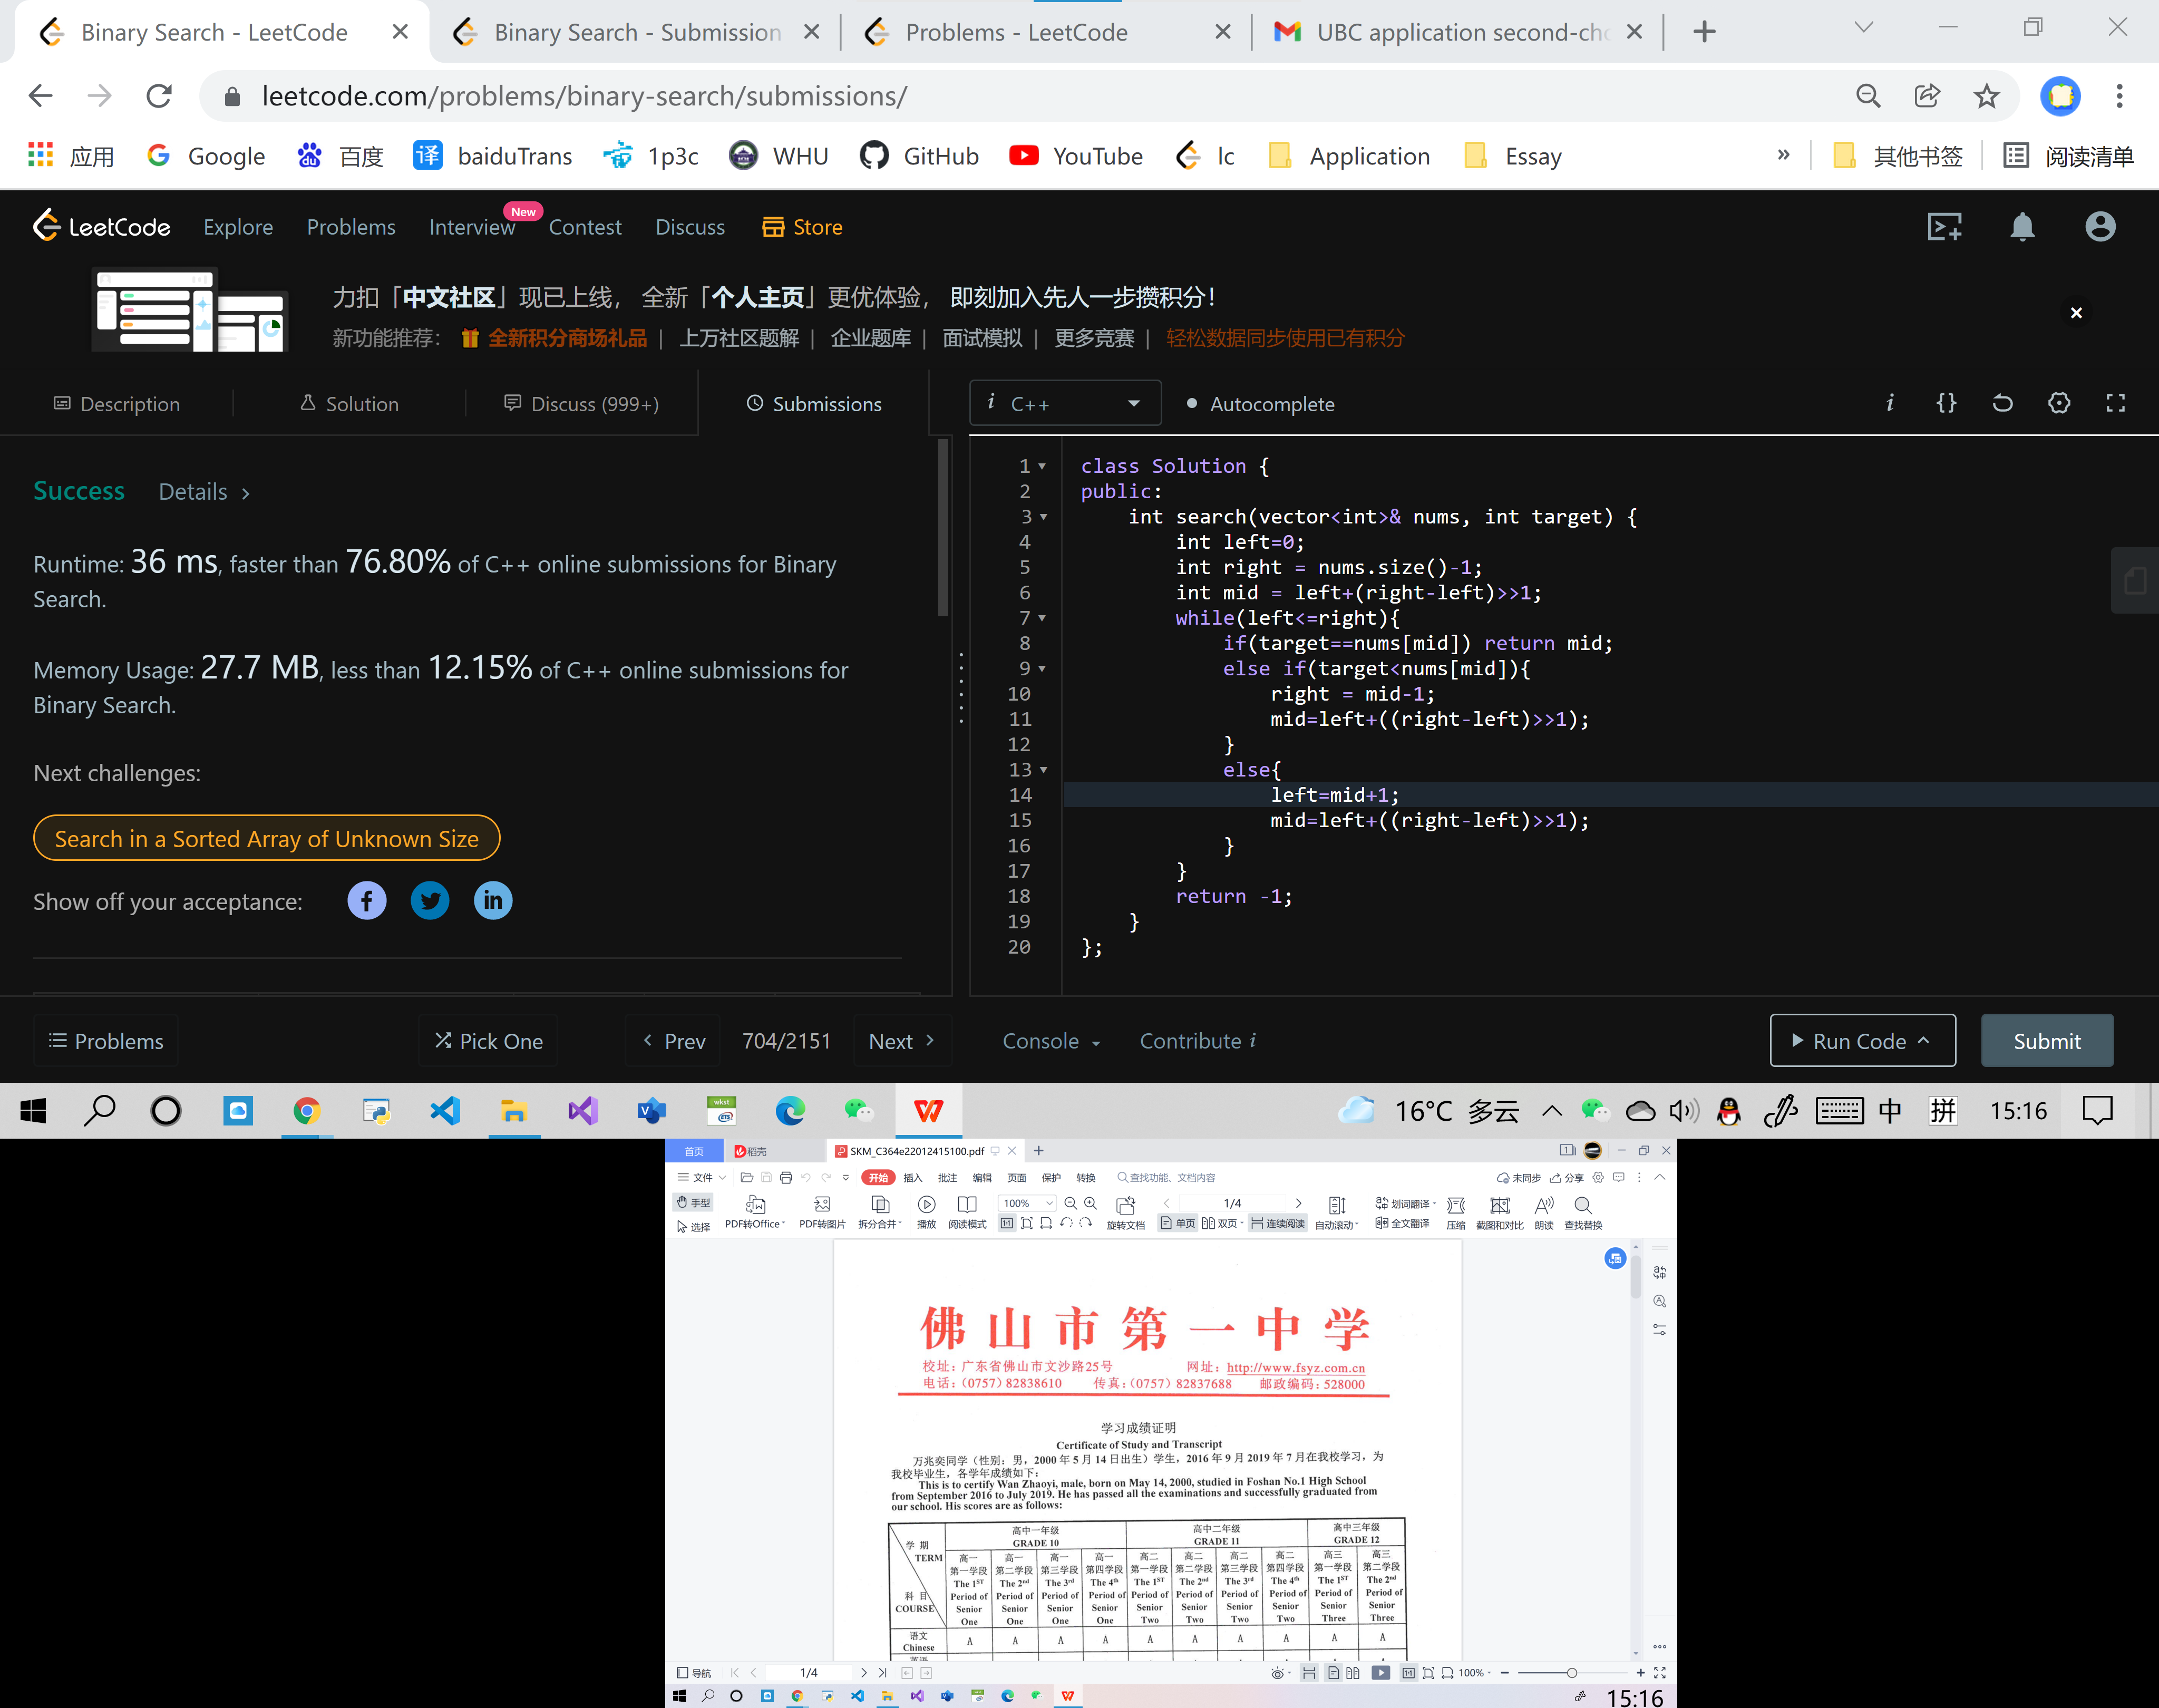 Binary Search - LeetCode
Binary Search - Submission
Problems - LeetCode
UBC application second-cho
leetcode.com/problems/binary-search/submissions/
应用
Google
百度
baiduTrans
1p3c
WHU
GitHub
YouTube
lc
Application
Essay
»
其他书签
阅读清单
LeetCode
Explore
Problems
Interview
New
Contest
Discuss
Store
力扣「中文社区」现已上线， 全新「个人主页」更优体验， 即刻加入先人一步攒积分！
新功能推荐： 全新积分商场礼品 | 上万社区题解 | 企业题库 | 面试模拟 | 更多竞赛 | 轻松数据同步使用已有积分
Description
Solution
Discuss (999+)
Submissions
i C++
Autocomplete
Success Details >
Runtime: 36 ms, faster than 76.80% of C++ online submissions for Binary
Search.
Memory Usage: 27.7 MB, less than 12.15% of C++ online submissions for
Binary Search.
Next challenges:
Search in a Sorted Array of Unknown Size
Show off your acceptance:
1 class Solution {
2 public:
3 int search(vector<int>& nums, int target) {
4 int left=0;
5 int right = nums.size()-1;
6 int mid = left+(right-left)>>1;
7 while(left<=right){
8 if(target==nums[mid]) return mid;
9 else if(target<nums[mid]){
10 right = mid-1;
11 mid=left+((right-left)>>1);
12 }
13 else{
14 left=mid+1;
15 mid=left+((right-left)>>1);
16 }
17 }
18 return -1;
19 }
20 };
Problems
Pick One
Prev
704/2151
Next
Console
Contribute i
Run Code
Submit
16°C 多云
中
拼
15:16
首页
稻壳
SKM_C364e22012415100.pdf
文件
开始
插入
批注
编辑
页面
保护
转换
查找功能、文档内容
未同步
分享
手型
选择
PDF转Office
PDF转图片
拆分合并
播放
阅读模式
100%
旋转文档
1/4
单页
双页
连续阅读
自动滚动
划词翻译
全文翻译
压缩
截图和对比
朗读
查找替换
佛山市第一中学
校址：广东省佛山市文沙路25号 网址：http://www.fsyz.com.cn
电话：(0757) 82838610 传真：(0757) 82837688 邮政编码：528000
学习成绩证明
Certificate of Study and Transcript
万兆奕同学（性别：男，2000 年 5 月 14 日出生）学生，2016 年 9 月 2019 年 7 月在我校学习，为
我校毕业生，各学年成绩如下：
This is to certify Wan Zhaoyi, male, born on May 14, 2000, studied in Foshan No.1 High School
from September 2016 to July 2019. He has passed all the examinations and successfully graduated from
our school. His scores are as follows:
学 期
TERM
科 目
COURSE
高中一年级
GRADE 10
高中二年级
GRADE 11
高中三年级
GRADE 12
高一 高一 高一 高一 高二 高二 高二 高二 高三 高三
第一学段 第二学段 第三学段 第四学段 第一学段 第二学段 第三学段 第四学段 第一学段 第二学段
The 1ST The 2nd The 3rd The 4th The 1ST The 2nd The 3rd The 4th The 1ST The 2nd
Period of Period of Period of Period of Period of Period of Period of Period of Period of Period of
Senior Senior Senior Senior Senior Senior Senior Senior Senior Senior
One One One One Two Two Two Two Three Three
语文
Chinese
A A A A A A A A A A
英语
导航
1/4
100%
15:16